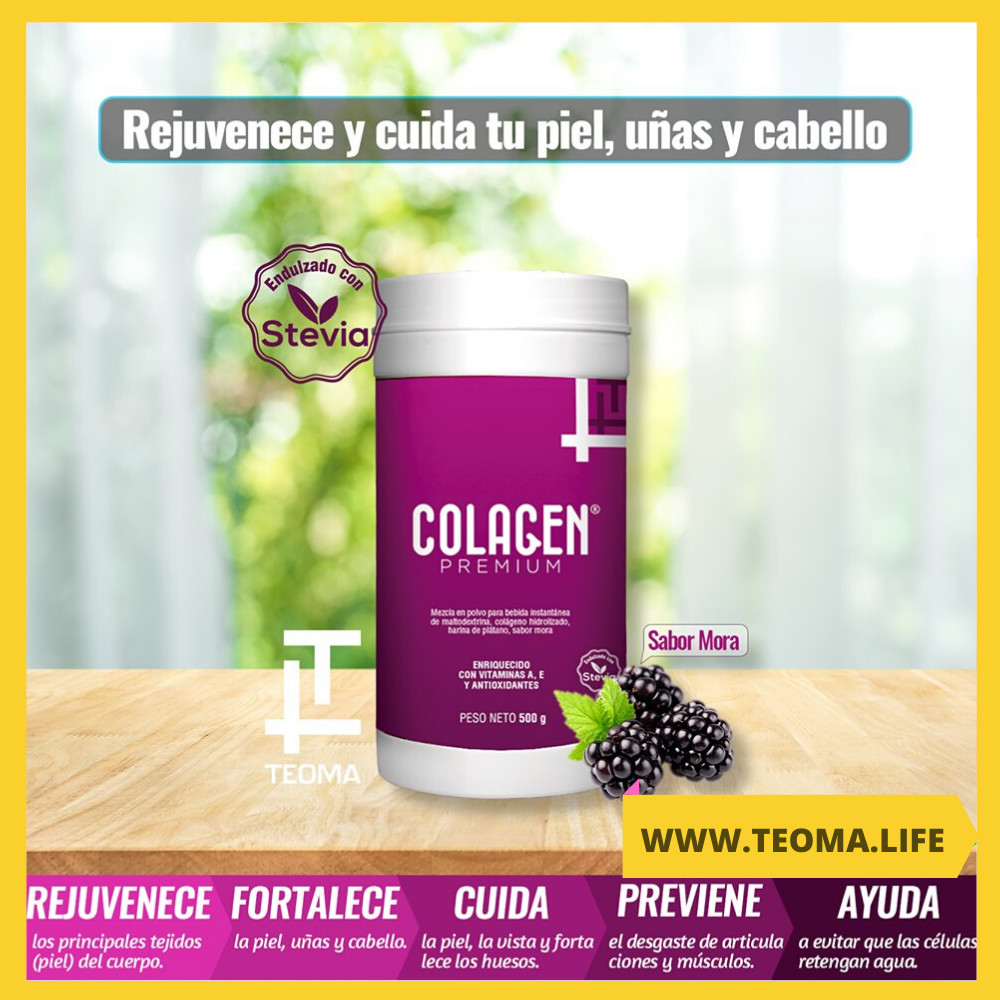 Rejuvenece y cuida tu piel, uñas y cabello
Endulzado con
Stevia
COLAGEN®
PREMIUM
Mezcla en polvo para bebida instantánea
de maltodextrina, colágeno hidrolizado,
harina de plátano, sabor mora
ENRIQUECIDO
CON VITAMINAS A, E
Y ANTIOXIDANTES
PESO NETO 500 g
Endulzado con
Stevia
Sabor Mora
TEOMA
WWW.TEOMA.LIFE
REJUVENECE
los principales tejidos
(piel) del cuerpo.
FORTALECE
la piel, uñas y cabello.
CUIDA
la piel, la vista y forta
lece los huesos.
PREVIENE
el desgaste de articula
ciones y músculos.
AYUDA
a evitar que las células
retengan agua.